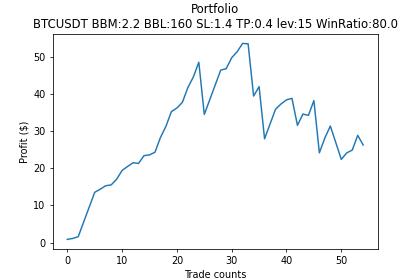 Portfolio
BTCUSDT BBM:2.2 BBL:160 SL:1.4 TP:0.4 lev:15 WinRatio:80.0
50
40
30
20
10
0
Profit ($)
0 10 20 30 40 50
Trade counts